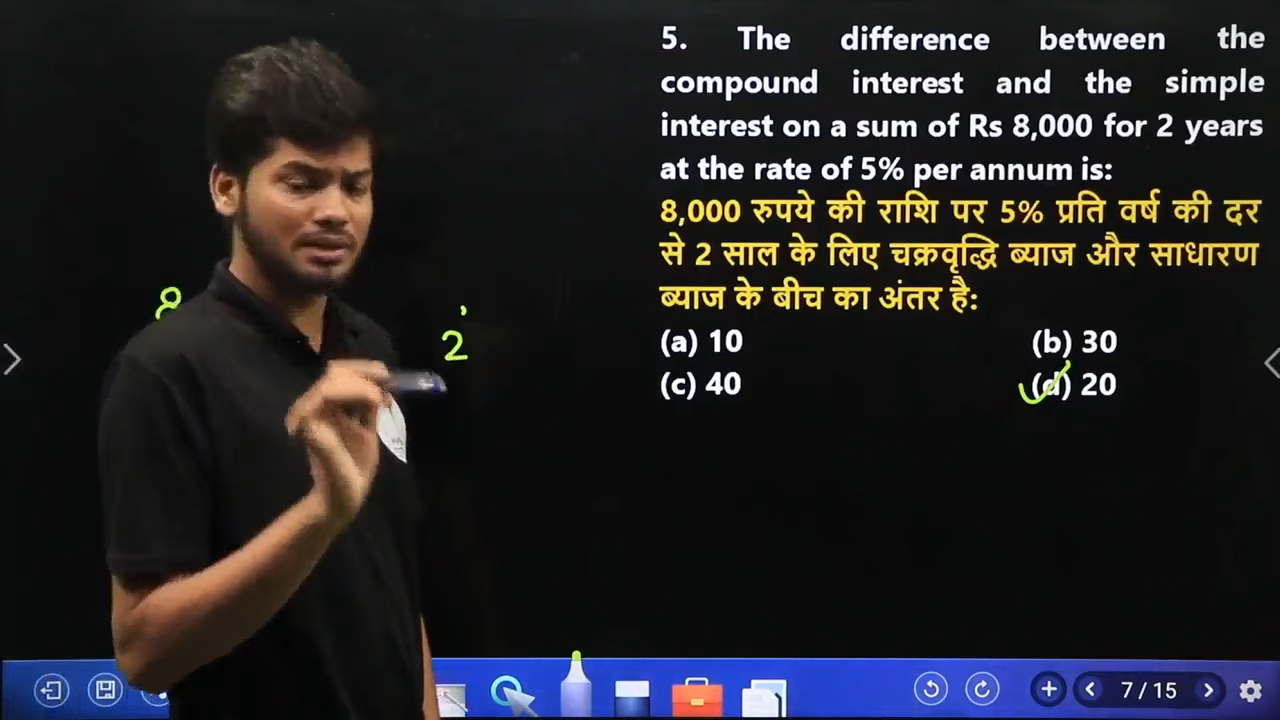 5. The difference between the
compound interest and the simple
interest on a sum of Rs 8,000 for 2 years
at the rate of 5% per annum is:
8,000 रुपये की राशि पर 5% प्रति वर्ष की दर
से 2 साल के लिए चक्रवृद्धि ब्याज और साधारण
ब्याज के बीच का अंतर है:
(a) 10 (b) 30
(c) 40 (d) 20
8
2
7 / 15